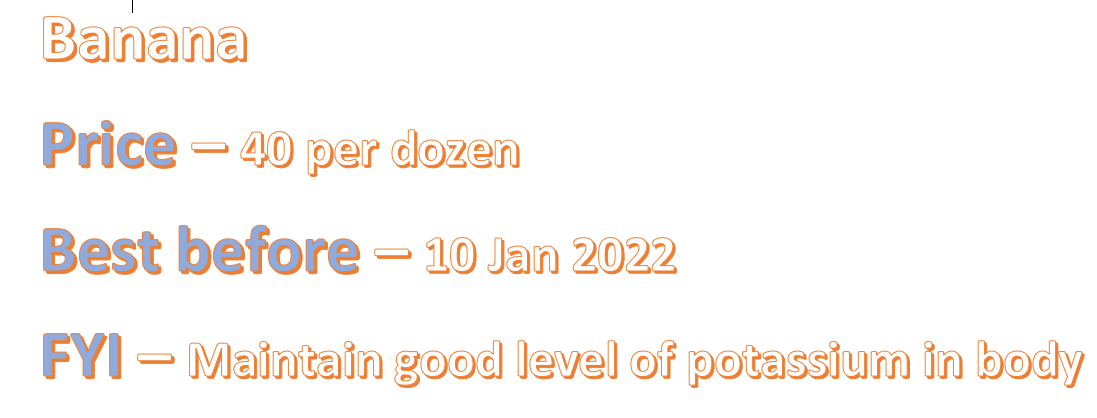 Banana
Price – 40 per dozen
Best before – 10 Jan 2022
FYI – Maintain good level of potassium in body